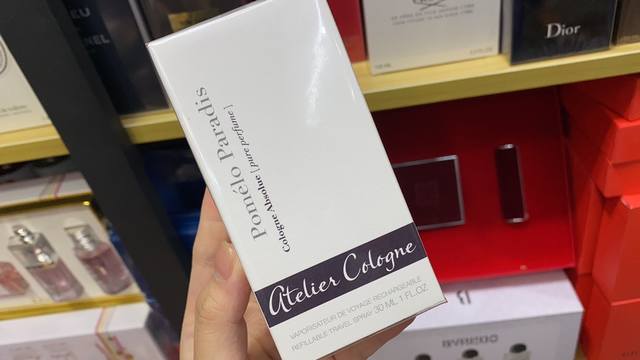 Pomélo Paradis
Cologne Absolue [pure perfume]
Atelier Cologne
VAPORISATEUR DE VOYAGE RECHARGEABLE
REFILLABLE TRAVEL SPRAY 30 ML 1 FL.OZ
Dior
BYREDO